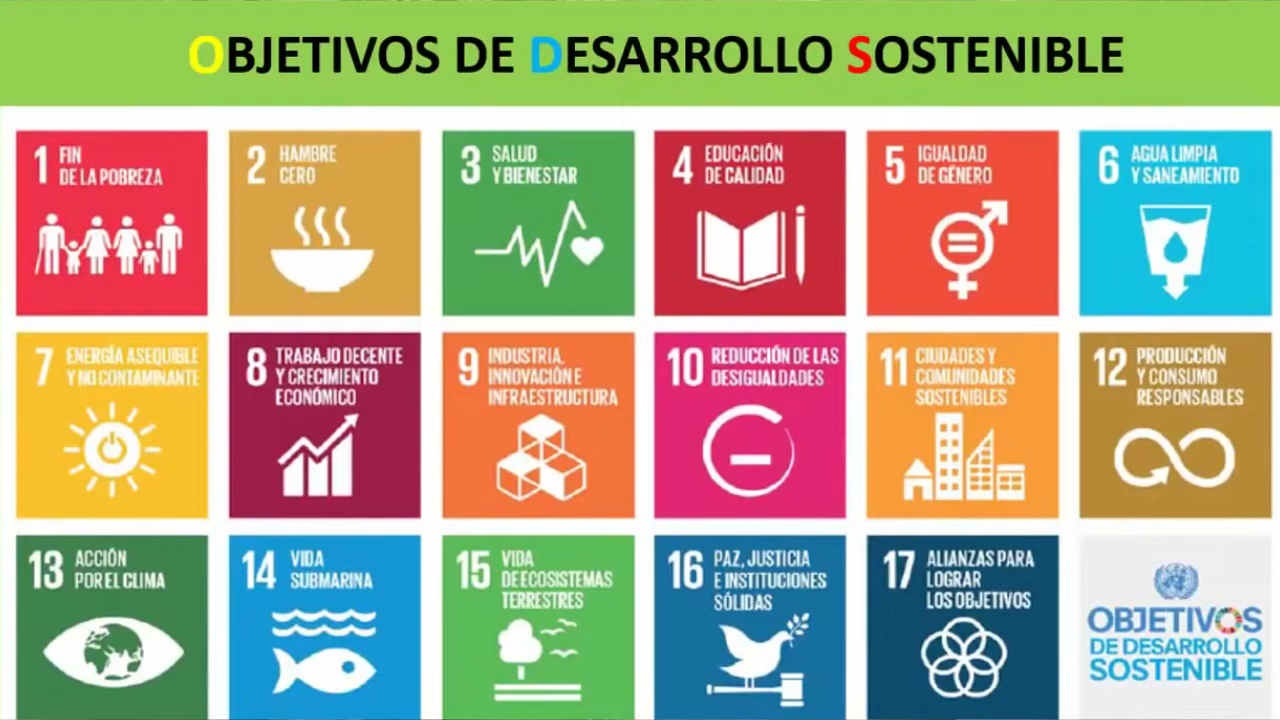 OBJETIVOS DE DESARROLLO SOSTENIBLE
1 FIN
DE LA POBREZA
2 HAMBRE
CERO
3 SALUD
Y BIENESTAR
4 EDUCACIÓN
DE CALIDAD
5 IGUALDAD
DE GÉNERO
6 AGUA LIMPIA
Y SANEAMIENTO
7 ENERGÍA ASEQUIBLE
Y NO CONTAMINANTE
8 TRABAJO DECENTE
Y CRECIMIENTO
ECONÓMICO
9 INDUSTRIA,
INNOVACIÓN E
INFRAESTRUCTURA
10 REDUCCIÓN DE LAS
DESIGUALDADES
11 CIUDADES Y
COMUNIDADES
SOSTENIBLES
12 PRODUCCIÓN
Y CONSUMO
RESPONSABLES
13 ACCIÓN
POR EL CLIMA
14 VIDA
SUBMARINA
15 VIDA
DE ECOSISTEMAS
TERRESTRES
16 PAZ, JUSTICIA
E INSTITUCIONES
SÓLIDAS
17 ALIANZAS PARA
LOGRAR
LOS OBJETIVOS
OBJETIVOS
DE DESARROLLO
SOSTENIBLE